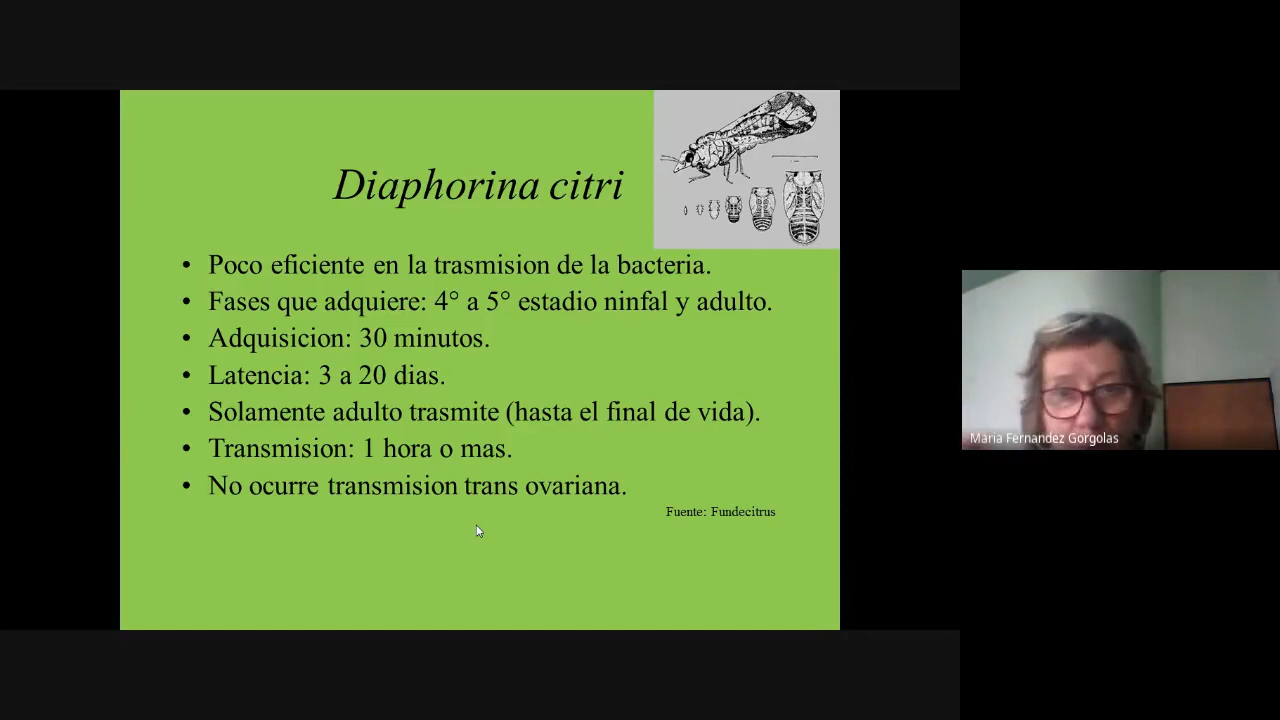 Diaphorina citri
• Poco eficiente en la trasmision de la bacteria.
• Fases que adquiere: 4° a 5° estadio ninfal y adulto.
• Adquisicion: 30 minutos.
• Latencia: 3 a 20 dias.
• Solamente adulto trasmite (hasta el final de vida).
• Transmision: 1 hora o mas.
• No ocurre transmision trans ovariana.
Fuente: Fundecitrus
Maria Fernandez Gorgolas